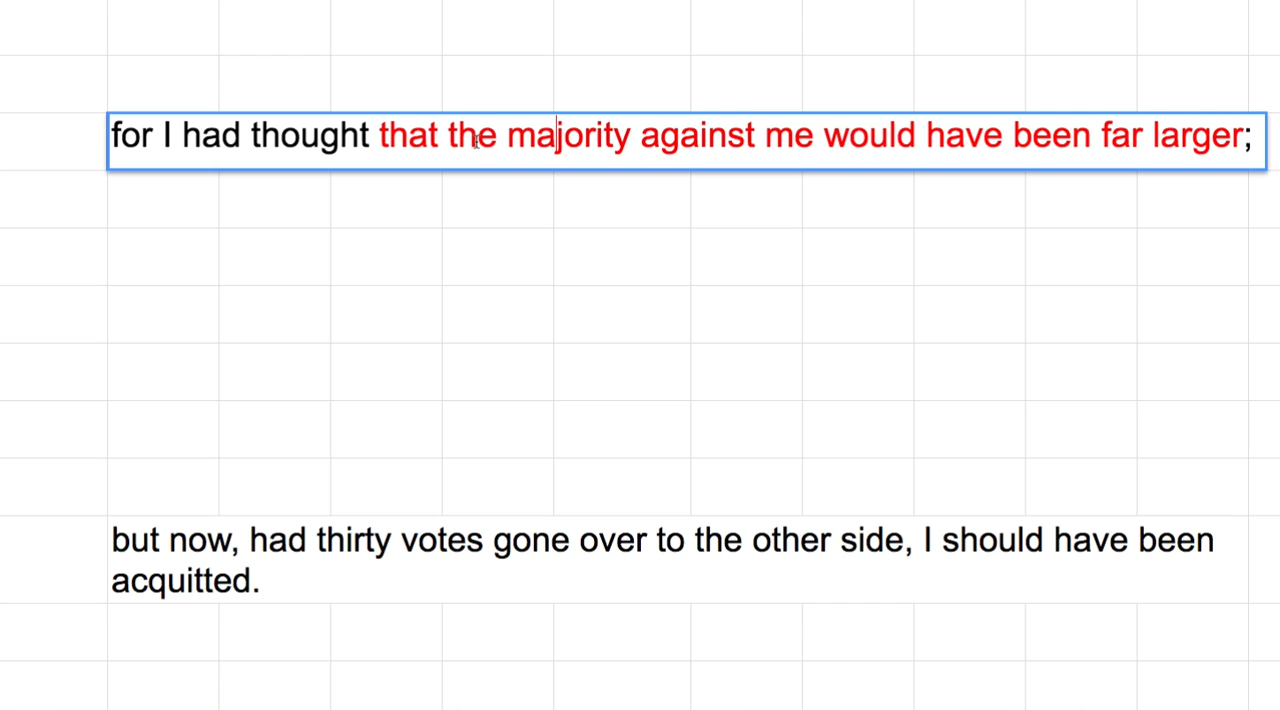 for I had thought that the majority against me would have been far larger;
but now, had thirty votes gone over to the other side, I should have been
acquitted.